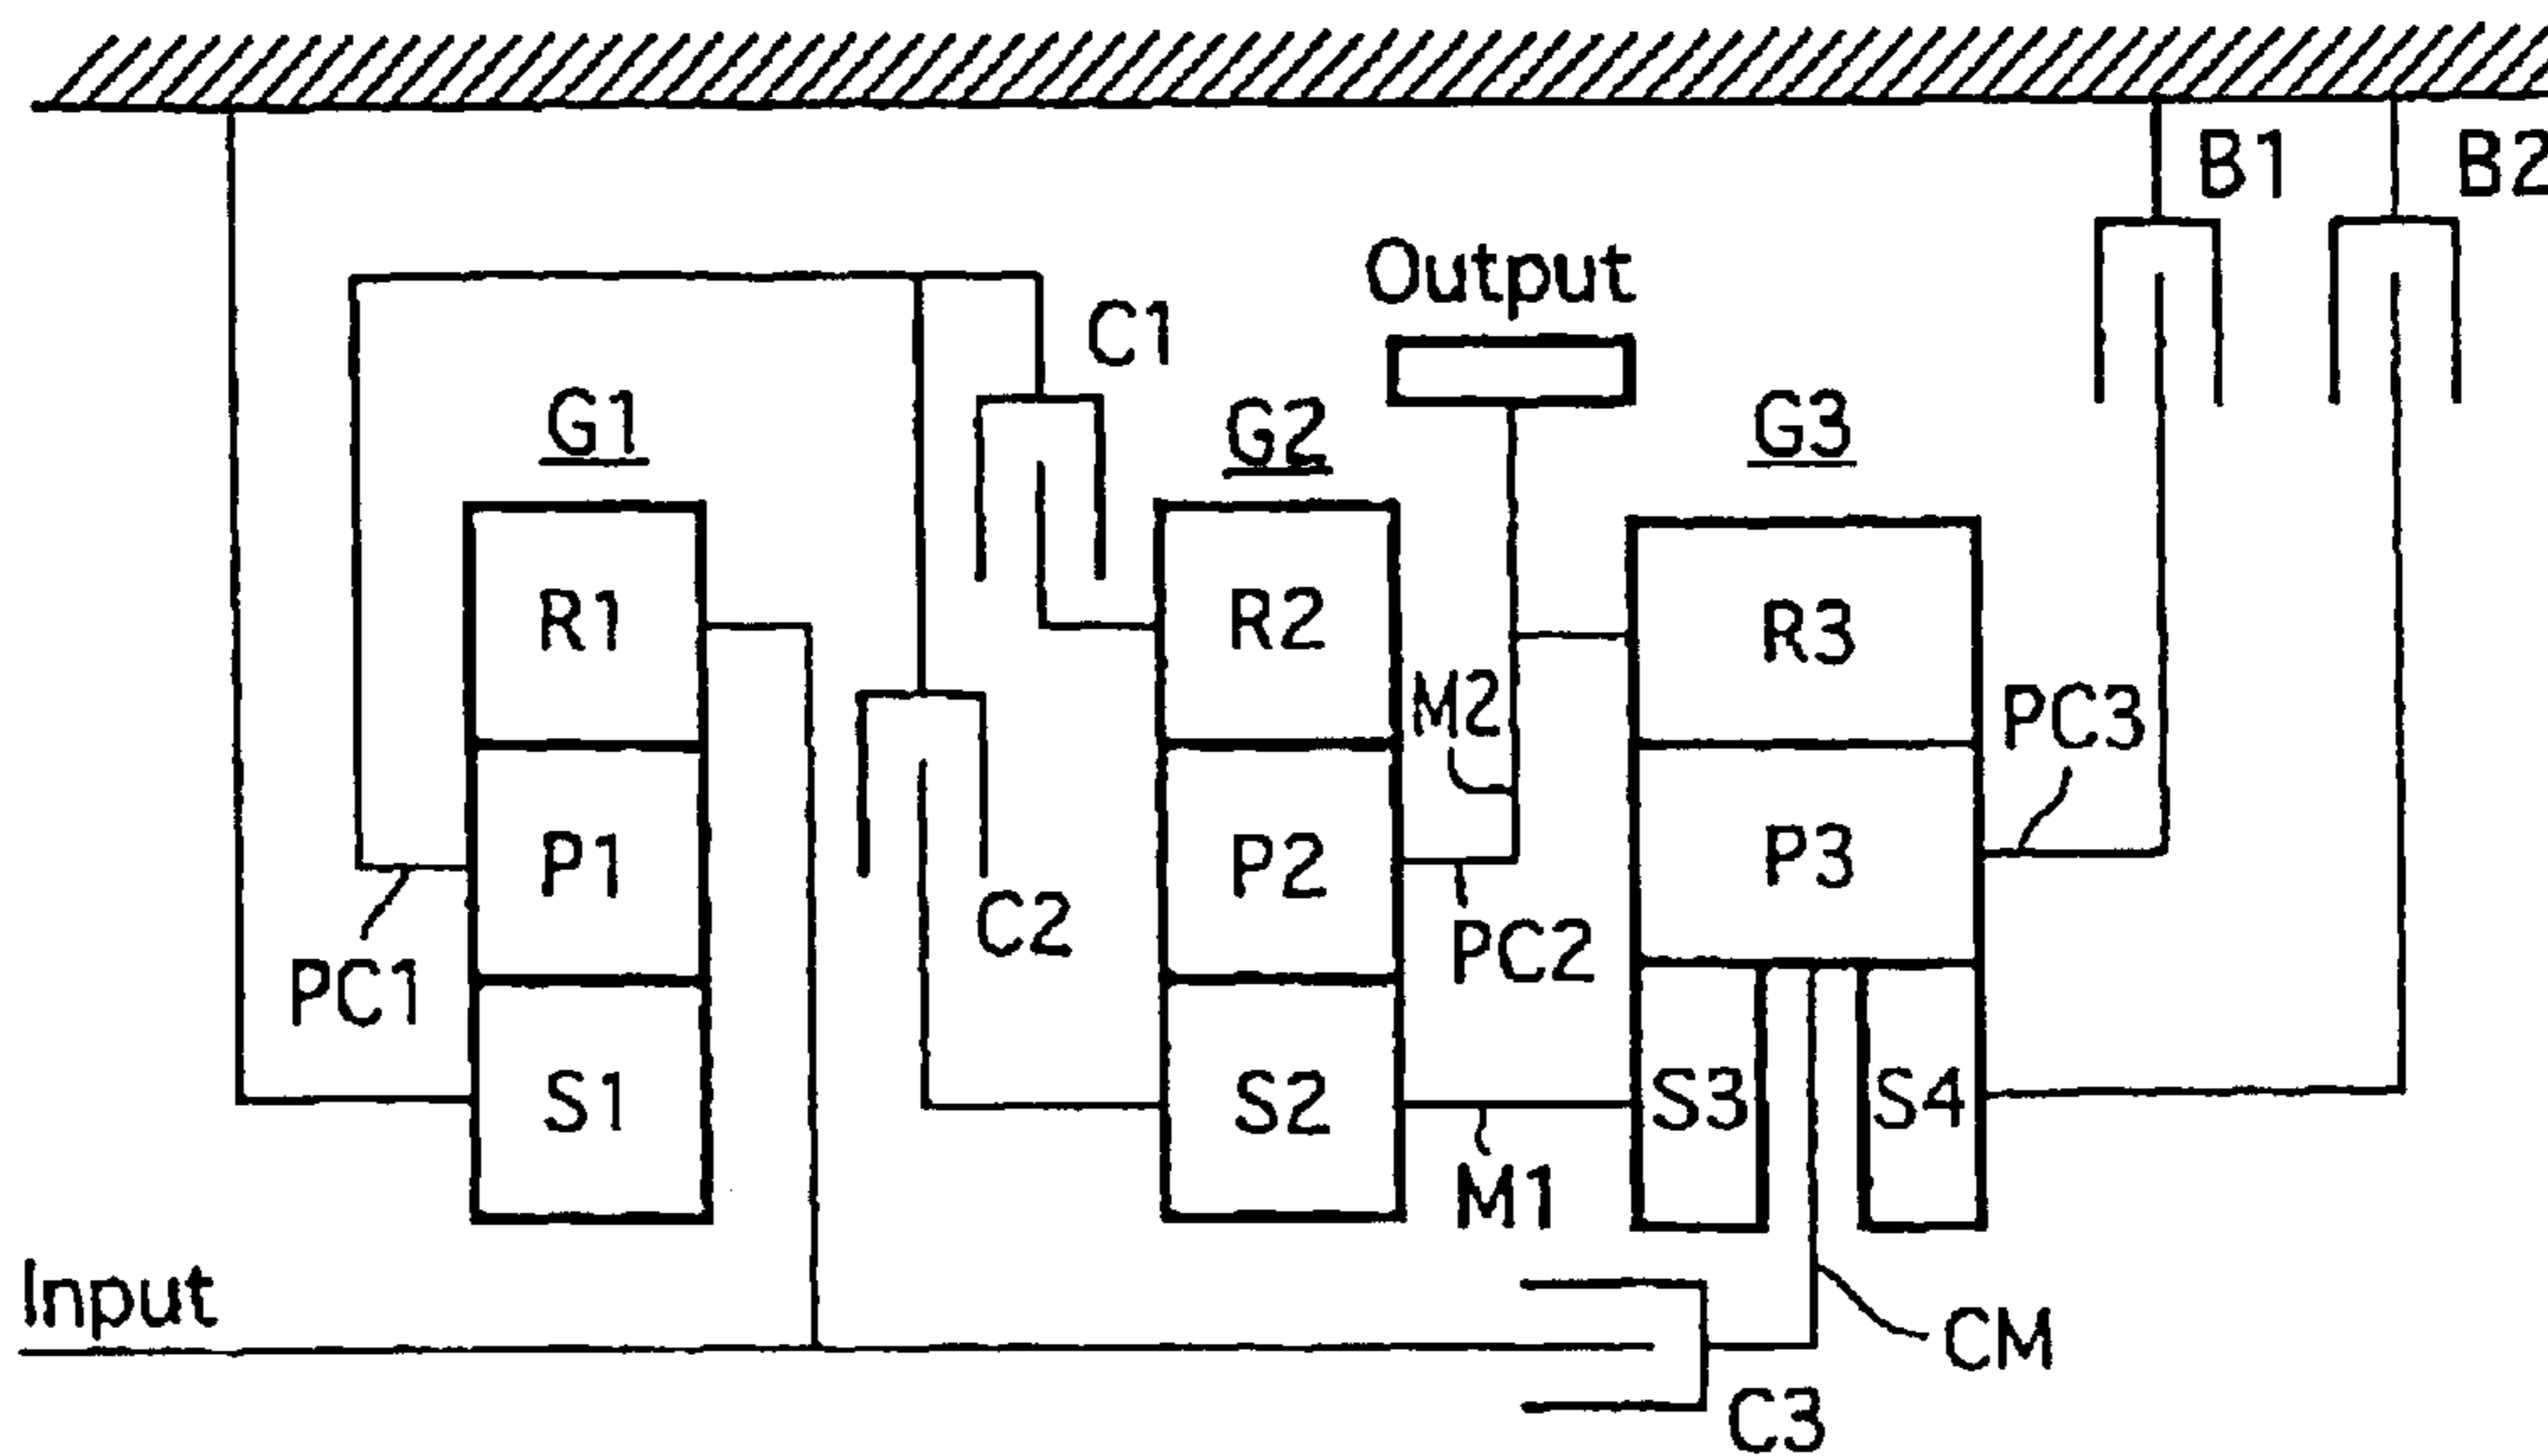 B1
B2
Output
C1
G1
G2
G3
R1
R2
R3
M2
PC3
P1
P2
P3
C2
PC2
PC1
S1
S2
S3
S4
M1
Input
CM
C3